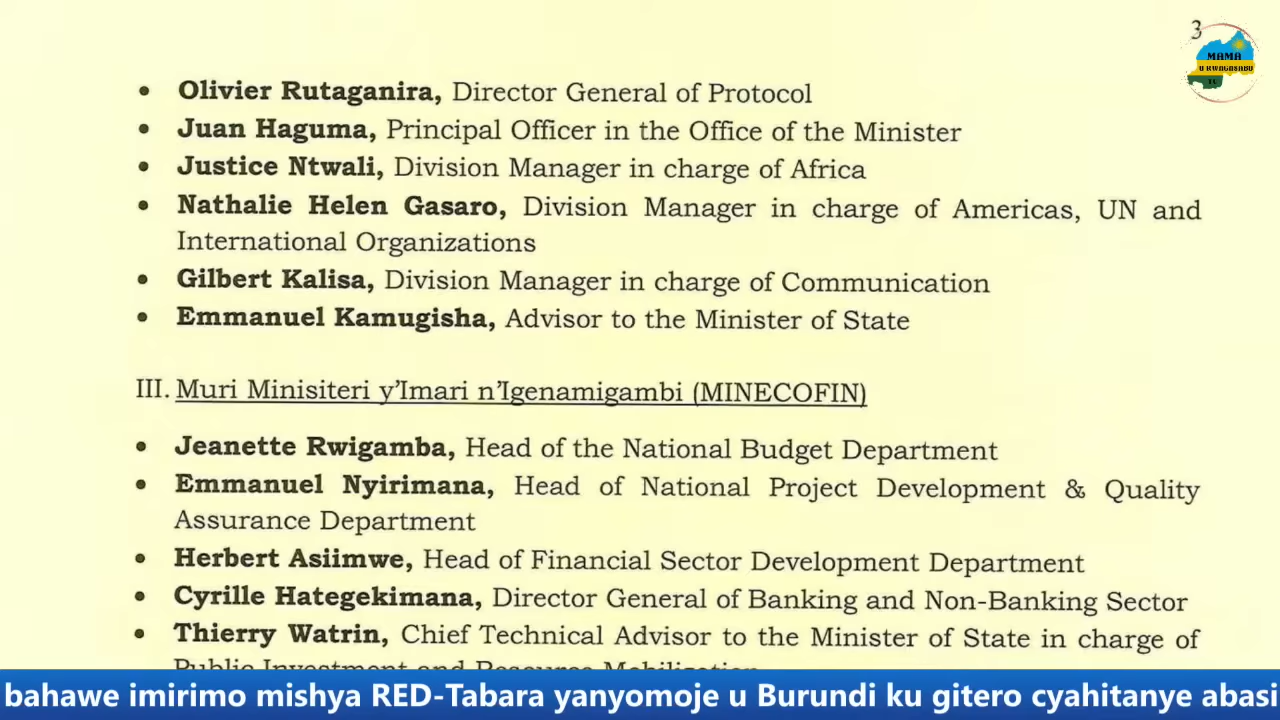 3
MAMA
U RWAGASABO
TV
• Olivier Rutaganira, Director General of Protocol
• Juan Haguma, Principal Officer in the Office of the Minister
• Justice Ntwali, Division Manager in charge of Africa
• Nathalie Helen Gasaro, Division Manager in charge of Americas, UN and
International Organizations
• Gilbert Kalisa, Division Manager in charge of Communication
• Emmanuel Kamugisha, Advisor to the Minister of State
III. Muri Minisiteri y'Imari n'Igenamigambi (MINECOFIN)
• Jeanette Rwigamba, Head of the National Budget Department
• Emmanuel Nyirimana, Head of National Project Development & Quality
Assurance Department
• Herbert Asiimwe, Head of Financial Sector Development Department
• Cyrille Hategekimana, Director General of Banking and Non-Banking Sector
• Thierry Watrin, Chief Technical Advisor to the Minister of State in charge of
Public Investment and Resource Mobilization
bahawe imirimo mishya RED-Tabara yanyomoje u Burundi ku gitero cyahitanye abasi